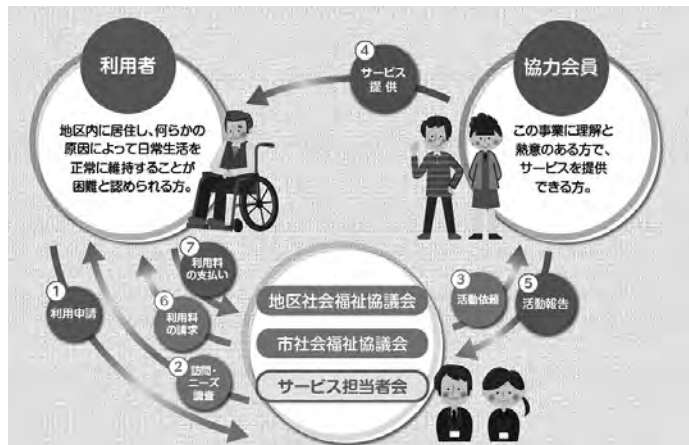 利用者
地区内に居住し、何らかの
原因によって日常生活を
正常に維持することが
困難と認められる方。
④
サービス
提供
協力会員
この事業に理解と
熱意のある方で、
サービスを提供
できる方。
①
利用申請
②
訪問・
ニーズ
調査
⑥
利用料
の請求
⑦
利用料
の支払い
地区社会福祉協議会
市社会福祉協議会
サービス担当者会
③
活動依頼
⑤
活動報告